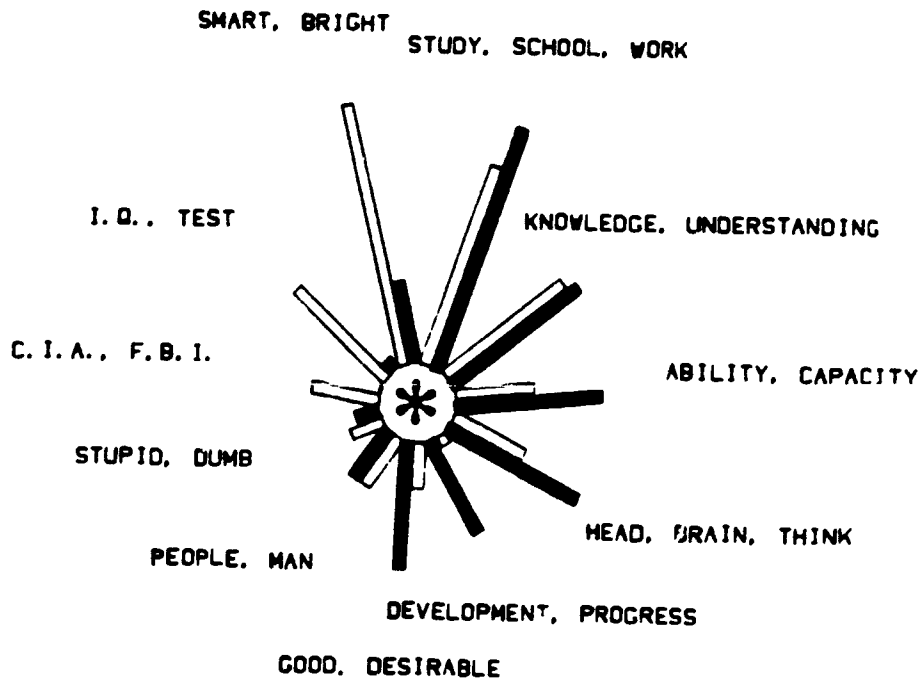 SMART, BRIGHT
STUDY, SCHOOL, WORK
I.Q., TEST
KNOWLEDGE, UNDERSTANDING
C.I.A., F.B.I.
ABILITY, CAPACITY
STUPID, DUMB
HEAD, BRAIN, THINK
PEOPLE, MAN
DEVELOPMENT, PROGRESS
GOOD, DESIRABLE